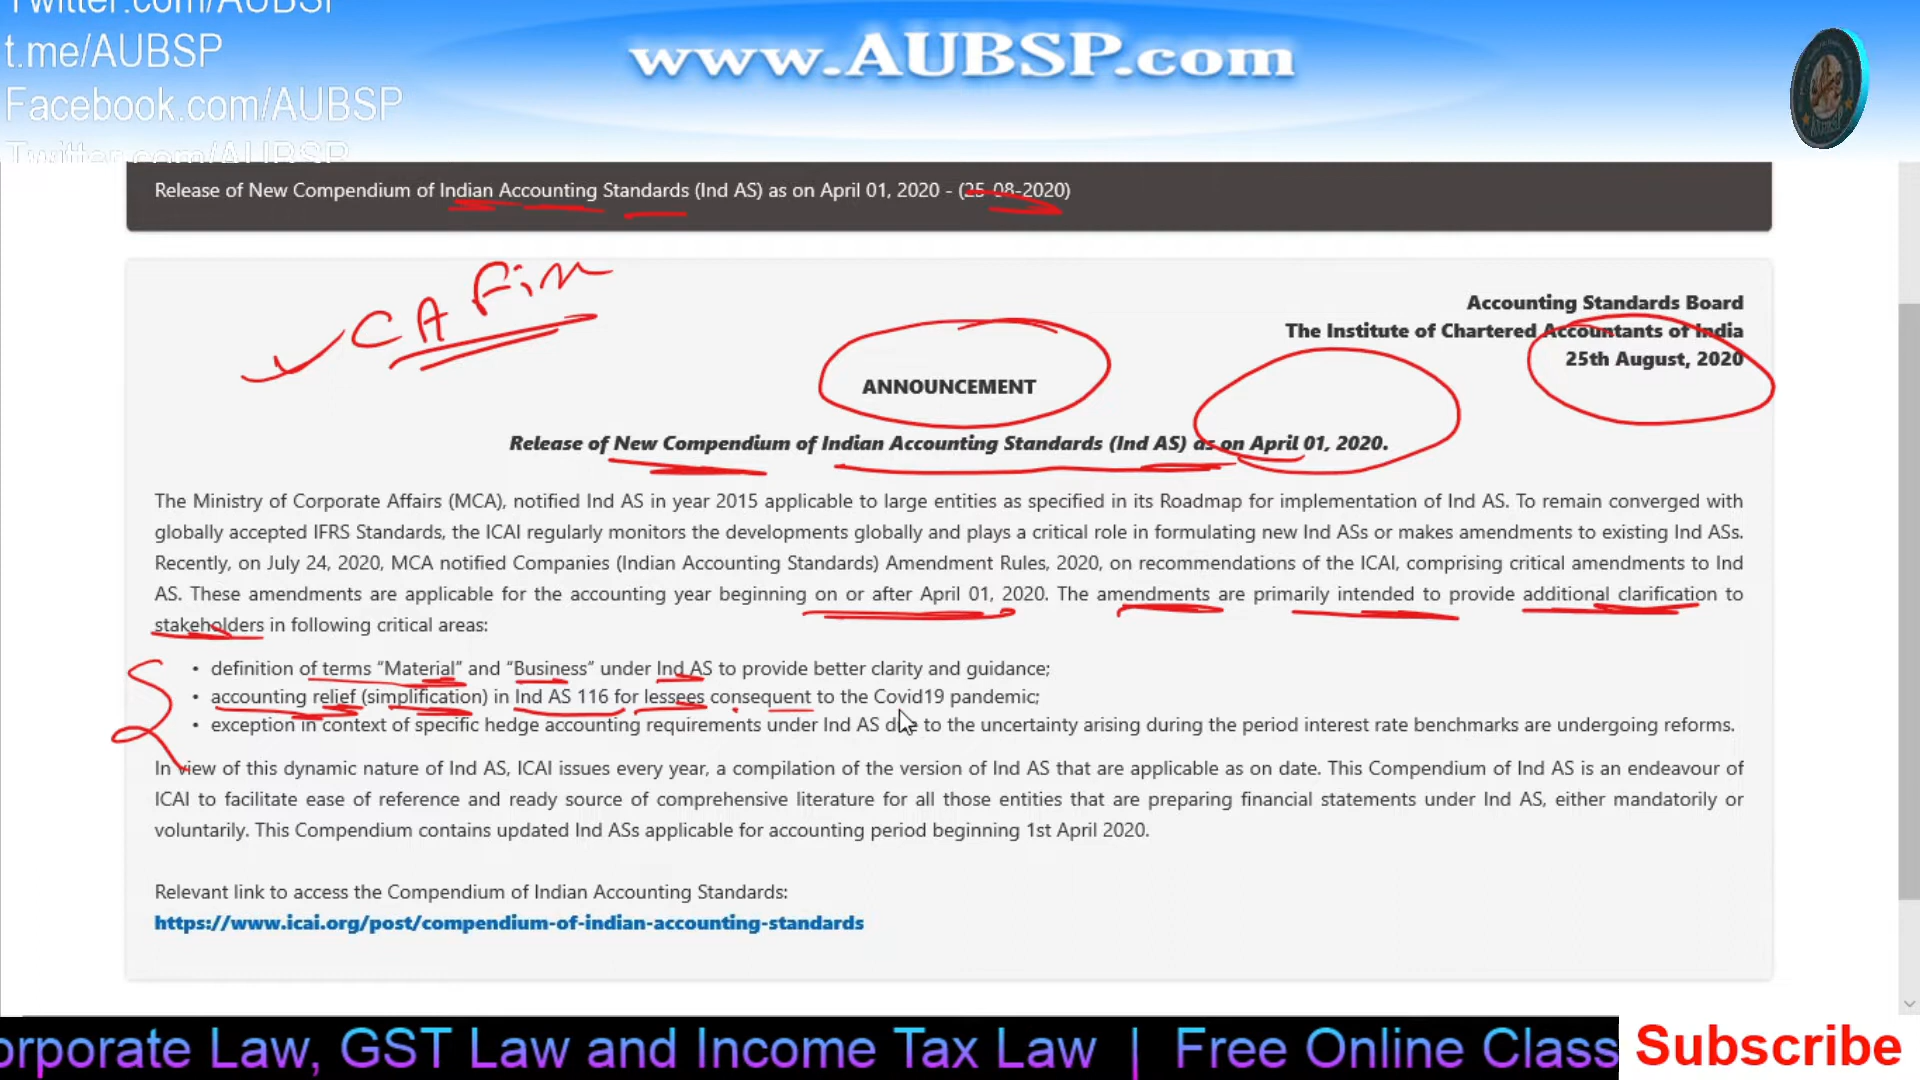 Twitter.com/AUBSP
t.me/AUBSP
Facebook.com/AUBSP
Twitter.com/AUBSP
www.AUBSP.com
AUBSP
Release of New Compendium of Indian Accounting Standards (Ind AS) as on April 01, 2020 - (25-08-2020)
CA Fin
Accounting Standards Board
The Institute of Chartered Accountants of India
25th August, 2020
ANNOUNCEMENT
Release of New Compendium of Indian Accounting Standards (Ind AS) as on April 01, 2020.
The Ministry of Corporate Affairs (MCA), notified Ind AS in year 2015 applicable to large entities as specified in its Roadmap for implementation of Ind AS. To remain converged with
globally accepted IFRS Standards, the ICAI regularly monitors the developments globally and plays a critical role in formulating new Ind ASs or makes amendments to existing Ind ASs.
Recently, on July 24, 2020, MCA notified Companies (Indian Accounting Standards) Amendment Rules, 2020, on recommendations of the ICAI, comprising critical amendments to Ind
AS. These amendments are applicable for the accounting year beginning on or after April 01, 2020. The amendments are primarily intended to provide additional clarification to
stakeholders in following critical areas:
• definition of terms “Material” and “Business” under Ind AS to provide better clarity and guidance;
• accounting relief (simplification) in Ind AS 116 for lessees consequent to the Covid19 pandemic;
• exception in context of specific hedge accounting requirements under Ind AS due to the uncertainty arising during the period interest rate benchmarks are undergoing reforms.
In view of this dynamic nature of Ind AS, ICAI issues every year, a compilation of the version of Ind AS that are applicable as on date. This Compendium of Ind AS is an endeavour of
ICAI to facilitate ease of reference and ready source of comprehensive literature for all those entities that are preparing financial statements under Ind AS, either mandatorily or
voluntarily. This Compendium contains updated Ind ASs applicable for accounting period beginning 1st April 2020.
Relevant link to access the Compendium of Indian Accounting Standards:
https://www.icai.org/post/compendium-of-indian-accounting-standards
orporate Law, GST Law and Income Tax Law | Free Online Class
Subscribe